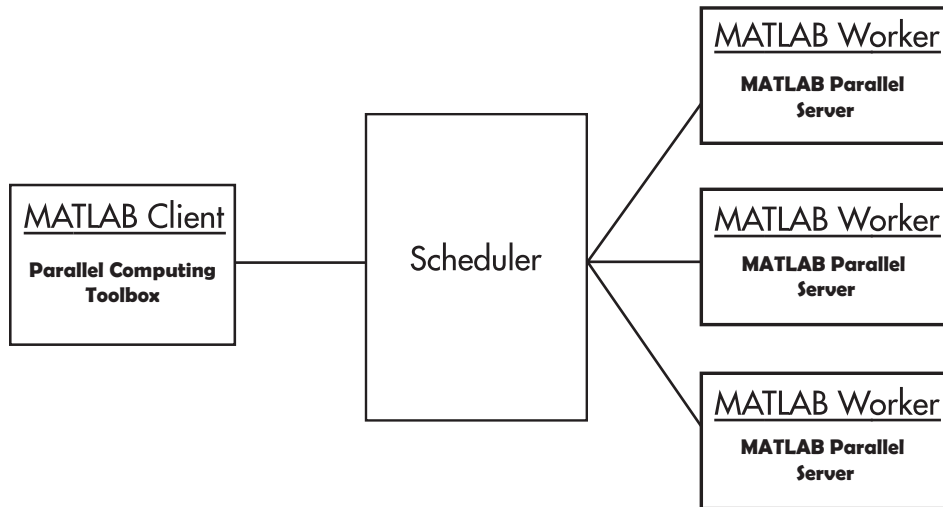 MATLAB Client
Parallel Computing
Toolbox
Scheduler
MATLAB Worker
MATLAB Parallel
Server
MATLAB Worker
MATLAB Parallel
Server
MATLAB Worker
MATLAB Parallel
Server